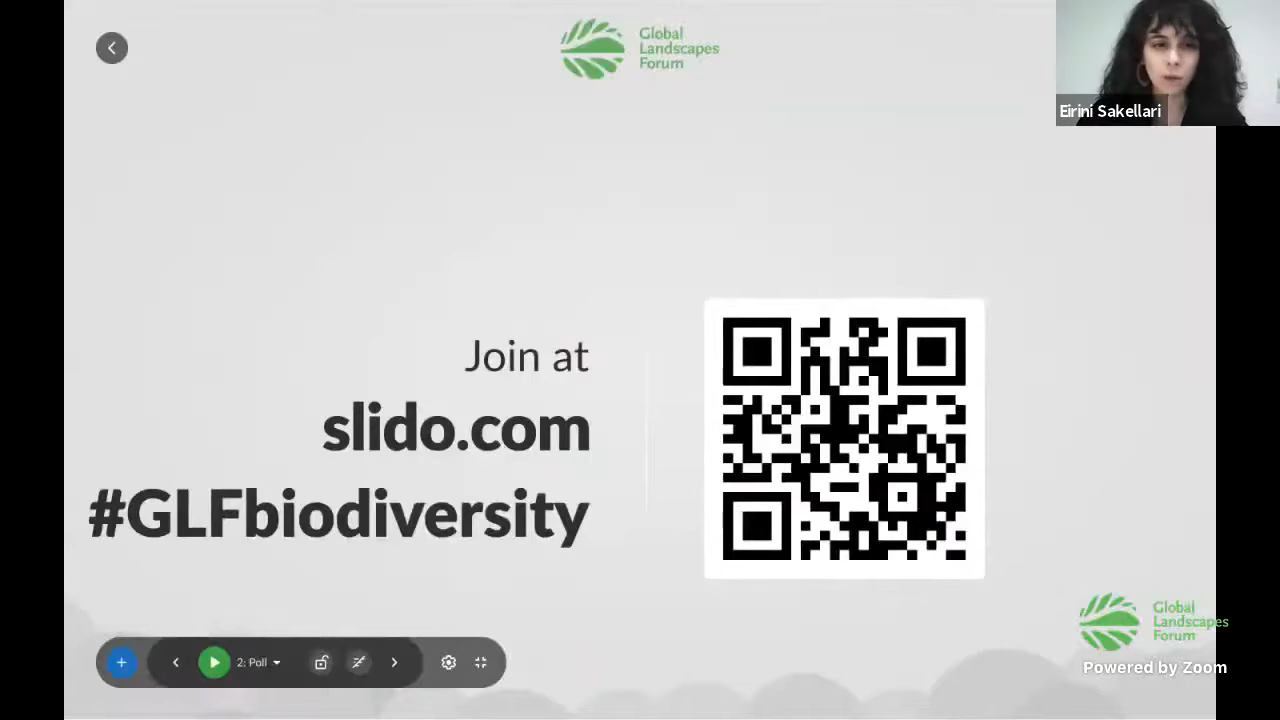 Global
Landscapes
Forum
Eirini Sakellari
Join at
slido.com
#GLFbiodiversity
2: Poll
Global
Landscapes
Forum
Powered by Zoom